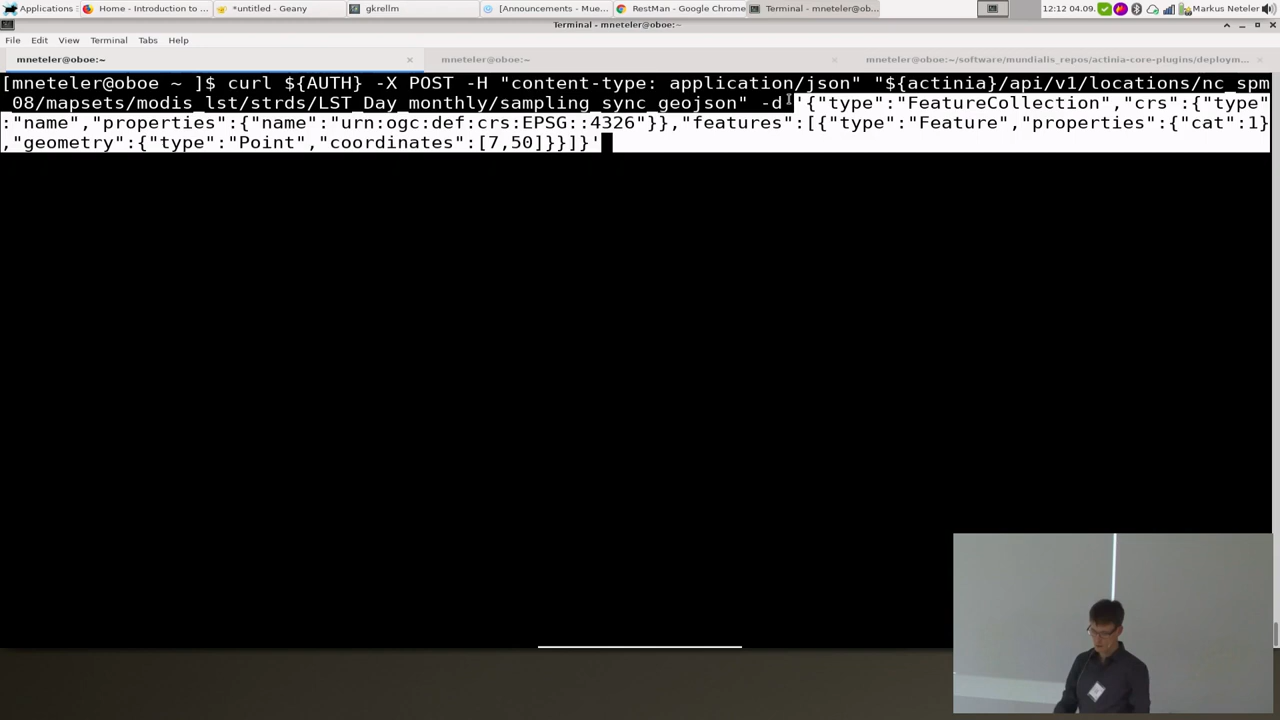 Applications
Home - Introduction to ...
*untitled - Geany
gkrellm
[Announcements - Mue...
RestMan - Google Chrome
Terminal - mneteler@ob...
12:12 04.09.
Markus Neteler
Terminal - mneteler@oboe:~
File Edit View Terminal Tabs Help
mneteler@oboe:~
mneteler@oboe:~
mneteler@oboe:~/software/mundialis_repos/actinia-core-plugins/deploym...
[mneteler@oboe ~ ]$ curl ${AUTH} -X POST -H "content-type: application/json" "${actinia}/api/v1/locations/nc_spm
_08/mapsets/modis_lst/strds/LST_Day_monthly/sampling_sync_geojson" -d '{"type":"FeatureCollection","crs":{"type"
:"name","properties":{"name":"urn:ogc:def:crs:EPSG::4326"}},"features":[{"type":"Feature","properties":{"cat":1}
,"geometry":{"type":"Point","coordinates":[7,50]}}]}'